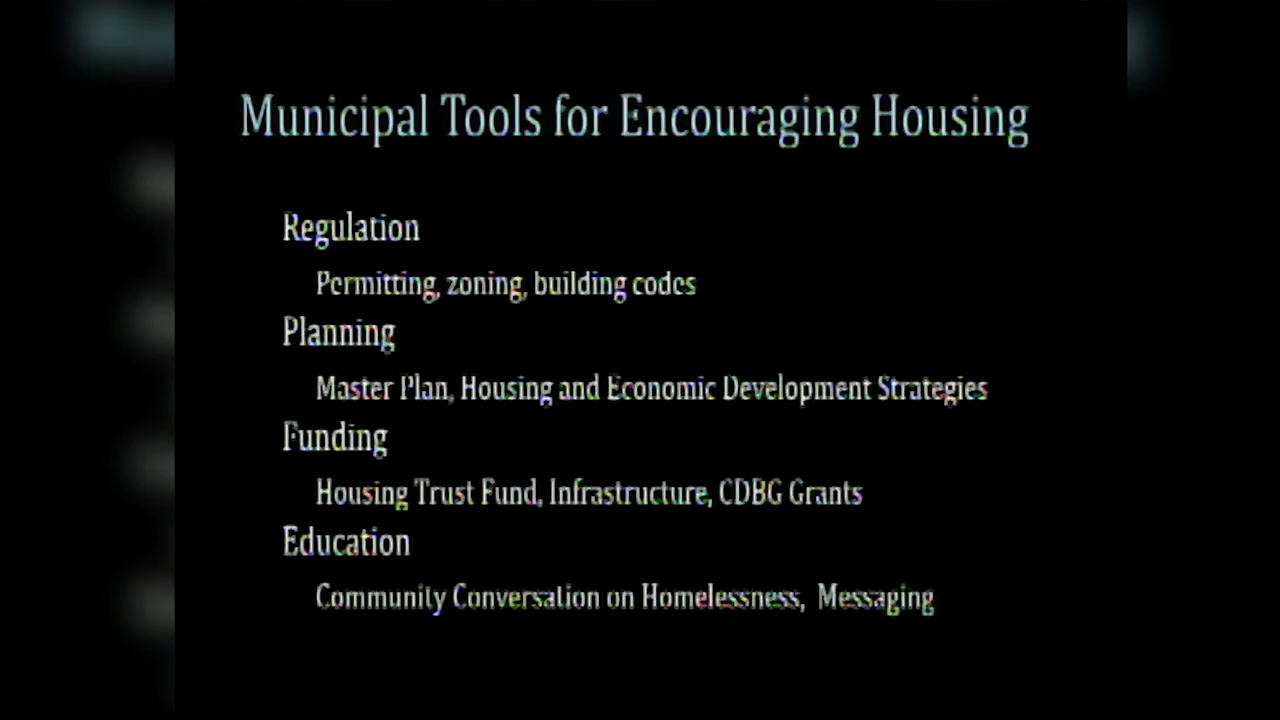 Municipal Tools for Encouraging Housing
Regulation
Permitting, zoning, building codes
Planning
Master Plan, Housing and Economic Development Strategies
Funding
Housing Trust Fund, Infrastructure, CDBG Grants
Education
Community Conversation on Homelessness, Messaging